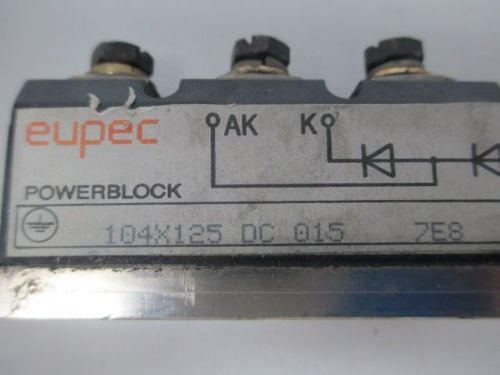 eupec
AK K
POWERBLOCK
104X125 DC 015 7E8